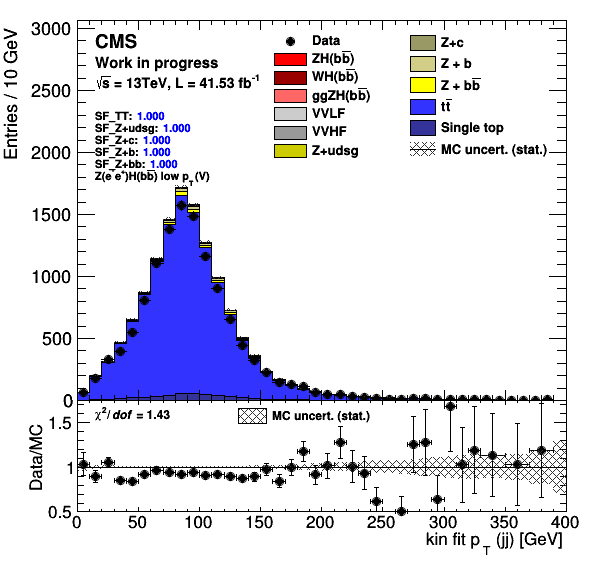 CMS
Work in progress
√s = 13TeV, L = 41.53 fb⁻¹
SF_TT: 1.000
SF_Z+udsg: 1.000
SF_Z+c: 1.000
SF_Z+b: 1.000
SF_Z+bb: 1.000
Z(e⁺e⁺)H(bb̅) low p_T(V)
Data
ZH(bb̅)
WH(bb̅)
ggZH(bb̅)
VVLF
VVHF
Z+udsg
Z+c
Z + b
Z + bb̅
tt̅
Single top
MC uncert. (stat.)
Entries / 10 GeV
3000
2500
2000
1500
1000
500
0
χ²/ dof = 1.43
MC uncert. (stat.)
Data/MC
1.5
1
0.5
0 50 100 150 200 250 300 350 400
kin fit p_T (jj) [GeV]